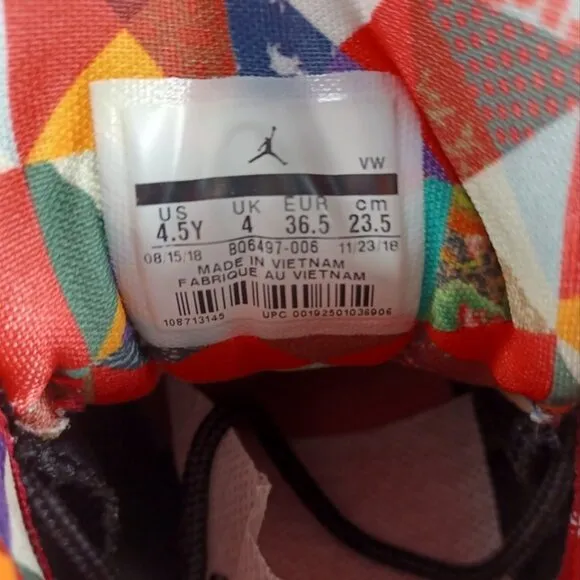 VW
US UK EUR cm
4.5Y 4 36.5 23.5
08/15/18 BQ6497-006 11/23/18
MADE IN VIETNAM
FABRIQUE AU VIETNAM
108713145 UPC 00192501036906